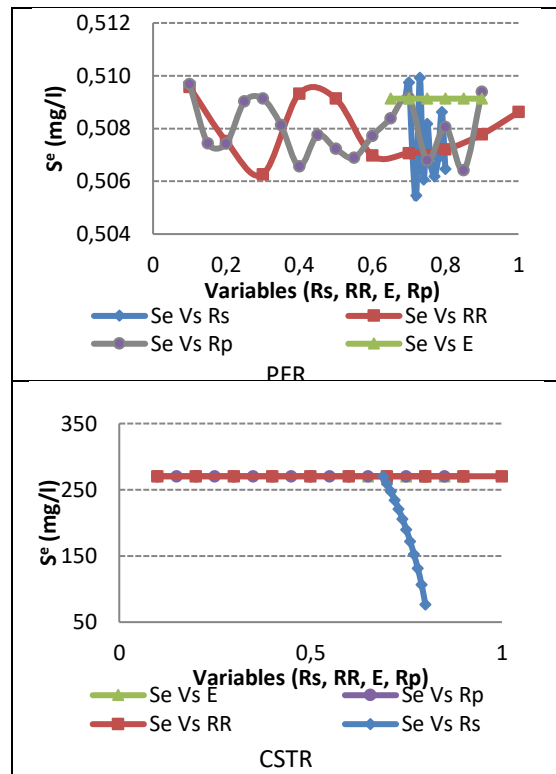 0,512
0,510
0,508
0,506
0,504
Sᵉ (mg/l)
0 0,2 0,4 0,6 0,8 1
Variables (Rs, RR, E, Rp)
Se Vs Rs Se Vs RR
Se Vs Rp Se Vs E
PFR
350
250
150
50
Sᵉ (mg/l)
0 0,5 1
Variables (Rs, RR, E, Rp)
Se Vs E Se Vs Rp
Se Vs RR Se Vs Rs
CSTR